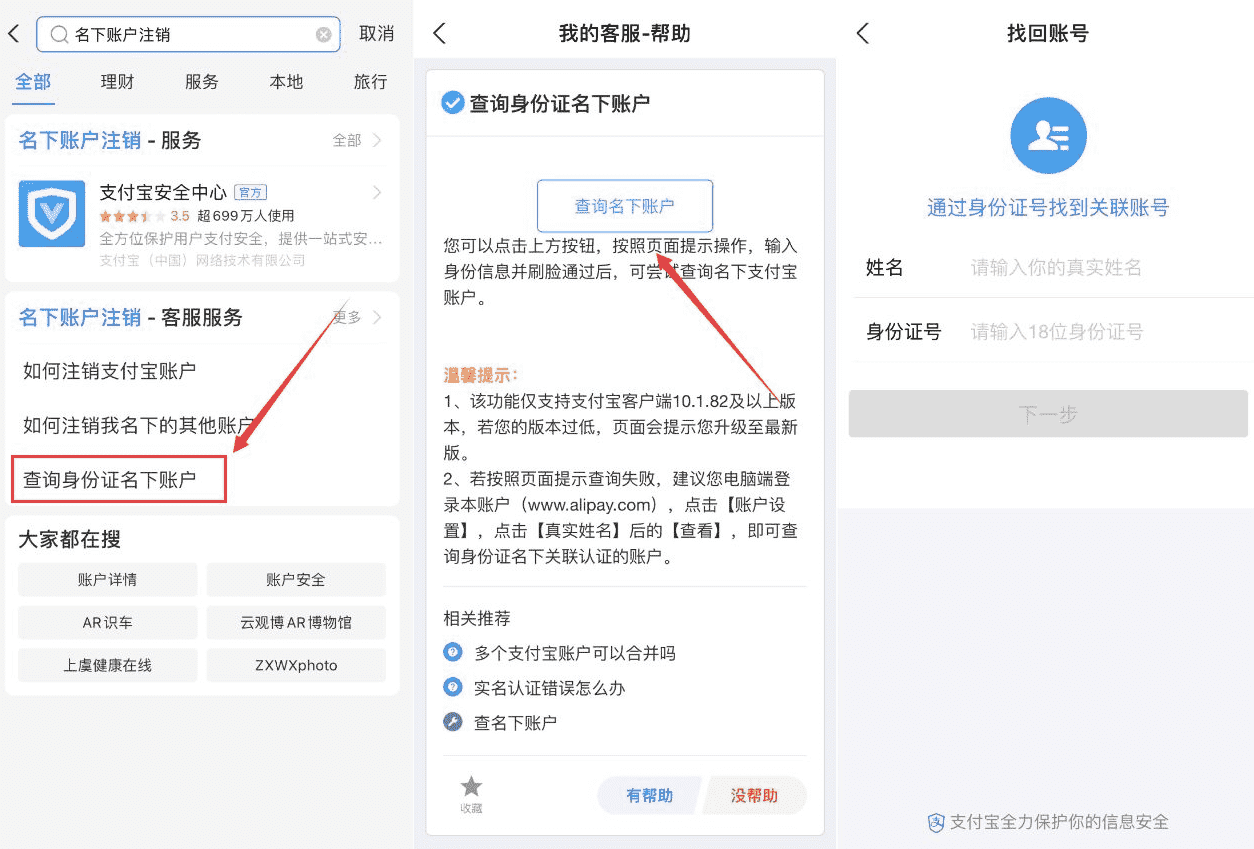 名下账户注销
取消
全部
理财
服务
本地
旅行
名下账户注销 - 服务
全部
支付宝安全中心 官方
3.5 超699万人使用
全方位保护用户支付安全，提供一站式安...
支付宝（中国）网络技术有限公司
名下账户注销 - 客服服务
更多
如何注销支付宝账户
如何注销我名下的其他账户
查询身份证名下账户
大家都在搜
账户详情
账户安全
AR识车
云观博AR博物馆
上虞健康在线
ZXWXphoto
我的客服-帮助
查询身份证名下账户
查询名下账户
您可以点击上方按钮，按照页面提示操作，输入
身份信息并刷脸通过后，可尝试查询名下支付宝
账户。
温馨提示：
1、该功能仅支持支付宝客户端10.1.82及以上版
本，若您的版本过低，页面会提示您升级至最新
版。
2、若按照页面提示查询失败，建议您电脑端登
录本账户（www.alipay.com），点击【账户设
置】，点击【真实姓名】后的【查看】，即可查
询身份证名下关联认证的账户。
相关推荐
多个支付宝账户可以合并吗
实名认证错误怎么办
查名下账户
收藏
有帮助
没帮助
找回账号
通过身份证号找到关联账号
姓名 请输入你的真实姓名
身份证号 请输入18位身份证号
下一步
支付宝全力保护你的信息安全